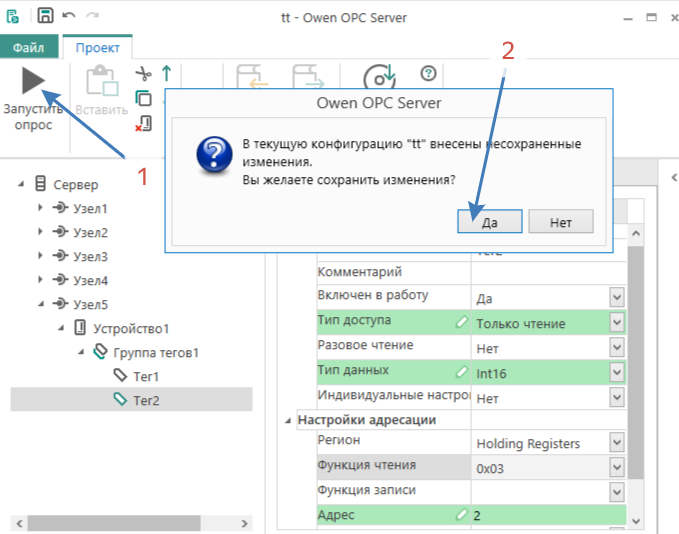 tt - Owen OPC Server
Файл
Проект
2
Запустить
опрос
Вставить
1
Owen OPC Server
В текущую конфигурацию "tt" внесены несохраненные
изменения.
Вы желаете сохранить изменения?
Да
Нет
Сервер
Узел1
Узел2
Узел3
Узел4
Узел5
Устройство1
Группа тегов1
Тег1
Тег2
Комментарий
Включен в работу Да
Тип доступа Только чтение
Разовое чтение Нет
Тип данных Int16
Индивидуальные настро Нет
Настройки адресации
Регион Holding Registers
Функция чтения 0x03
Функция записи
Адрес 2